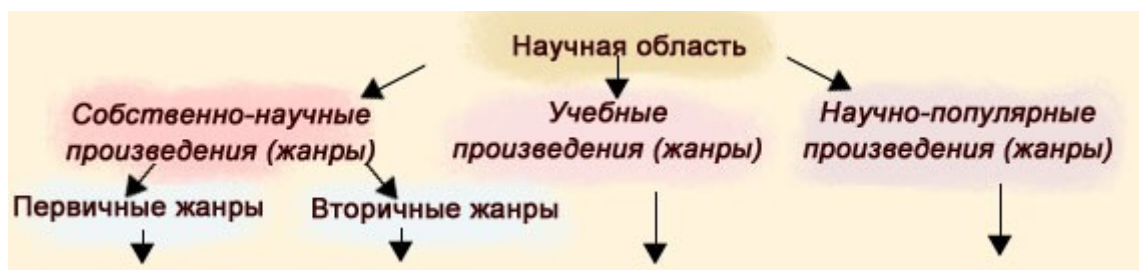 Научная область
Собственно-научные
произведения (жанры)
Учебные
произведения (жанры)
Научно-популярные
произведения (жанры)
Первичные жанры
Вторичные жанры